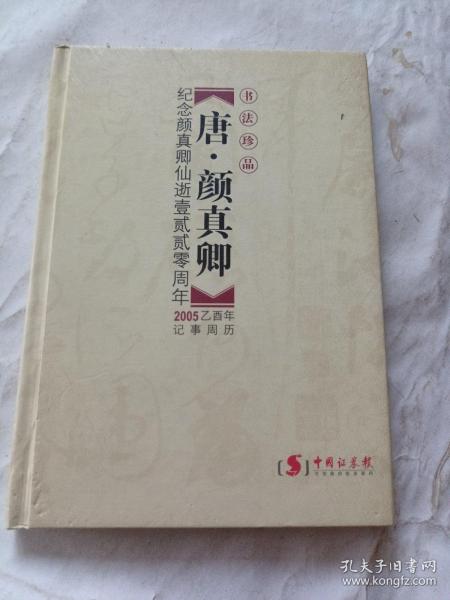 书法珍品
唐·颜真卿
纪念颜真卿仙逝壹贰贰零周年
2005乙酉年
记事周历
中國证券报
孔夫子旧书网
www.kongfz.com